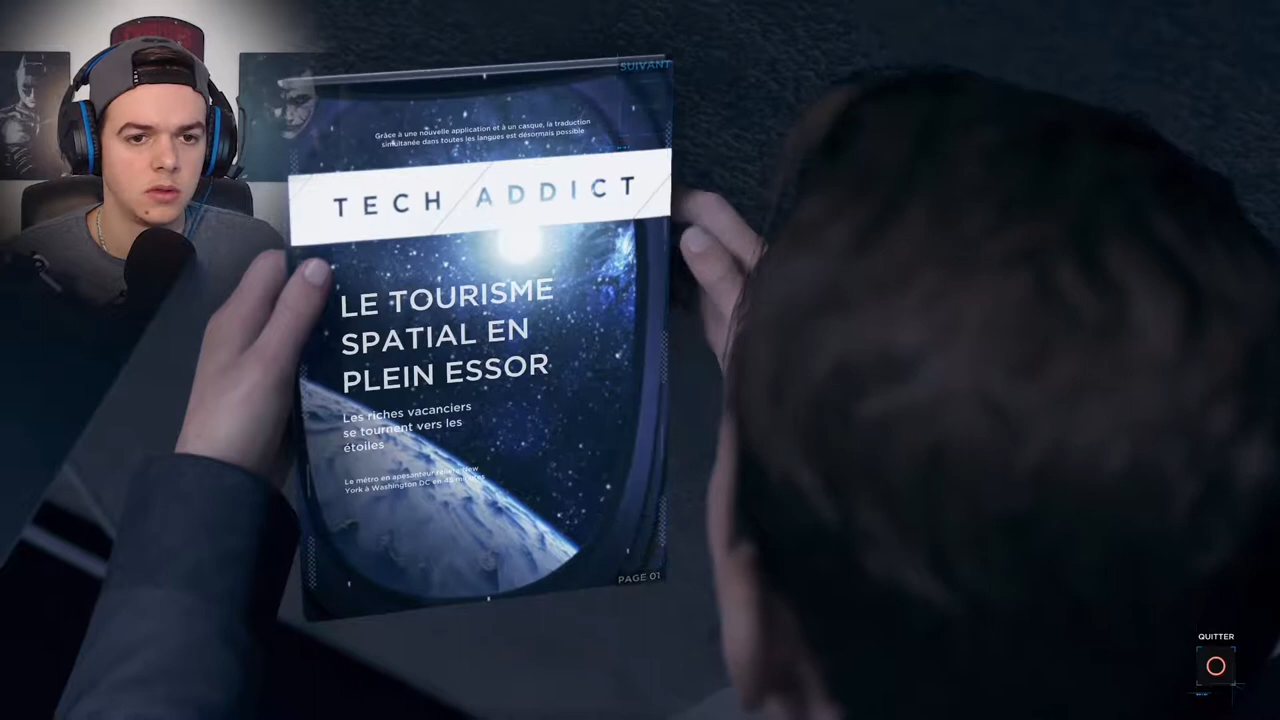 SUIVANT
Grâce à une nouvelle application et à un casque, la traduction
simultanée dans toutes les langues est désormais possible
TECH ADDICT
LE TOURISME
SPATIAL EN
PLEIN ESSOR
Les riches vacanciers
se tournent vers les
étoiles
Le métro en apesanteur reliera New
York à Washington DC en 45 minutes
PAGE 01
QUITTER